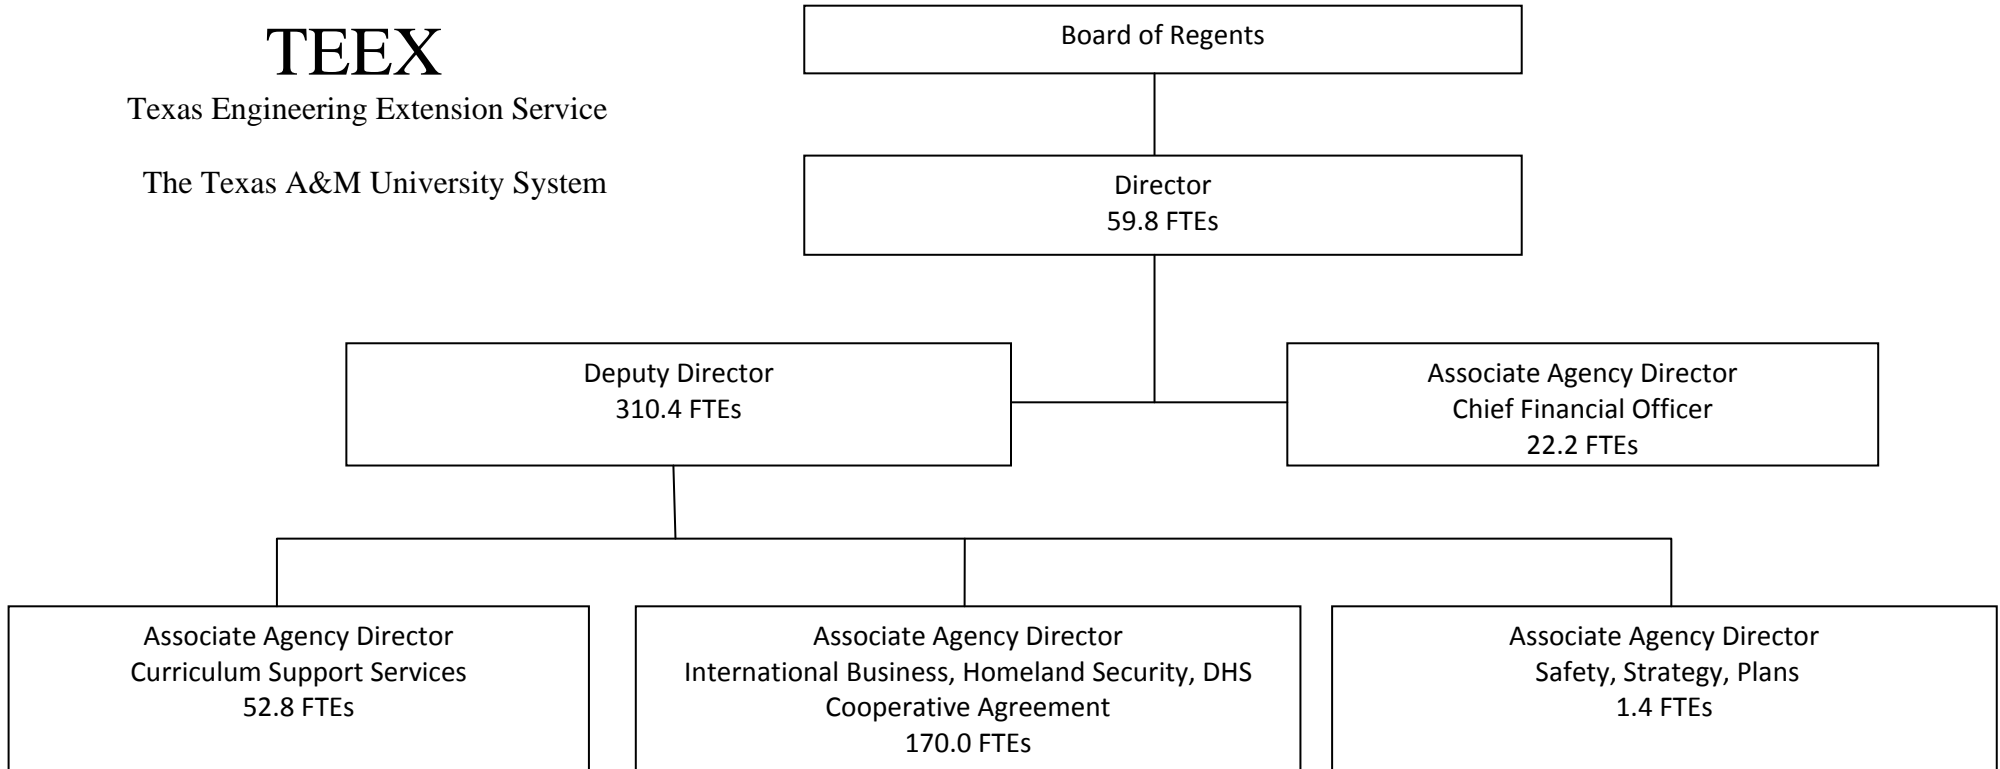 TEEX
Texas Engineering Extension Service
The Texas A&M University System
Board of Regents
Director
59.8 FTEs
Deputy Director
310.4 FTEs
Associate Agency Director
Chief Financial Officer
22.2 FTEs
Associate Agency Director
Curriculum Support Services
52.8 FTEs
Associate Agency Director
International Business, Homeland Security, DHS
Cooperative Agreement
170.0 FTEs
Associate Agency Director
Safety, Strategy, Plans
1.4 FTEs